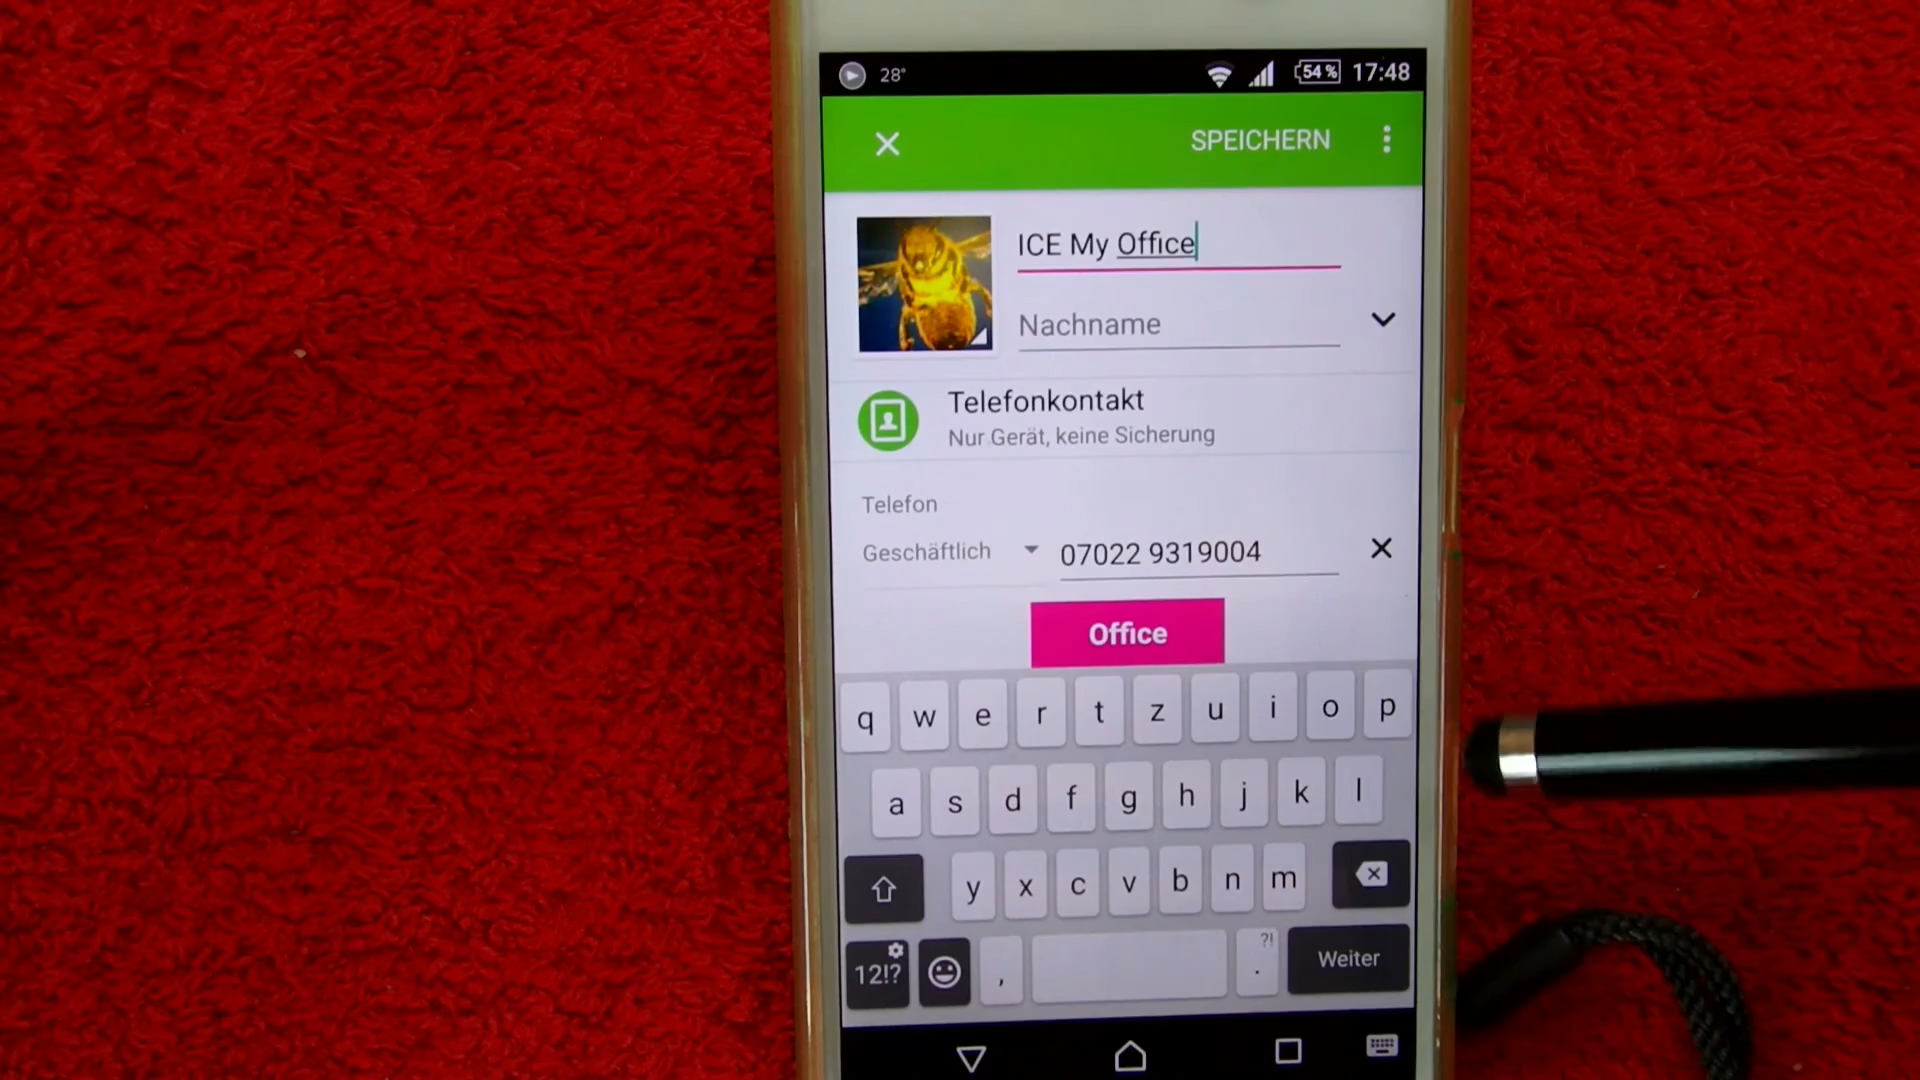 28° 54% 17:48
SPEICHERN
ICE My Office
Nachname
Telefonkontakt
Nur Gerät, keine Sicherung
Telefon
Geschäftlich 07022 9319004
Office
q w e r t z u i o p
a s d f g h j k l
y x c v b n m
12!? , . ?! Weiter